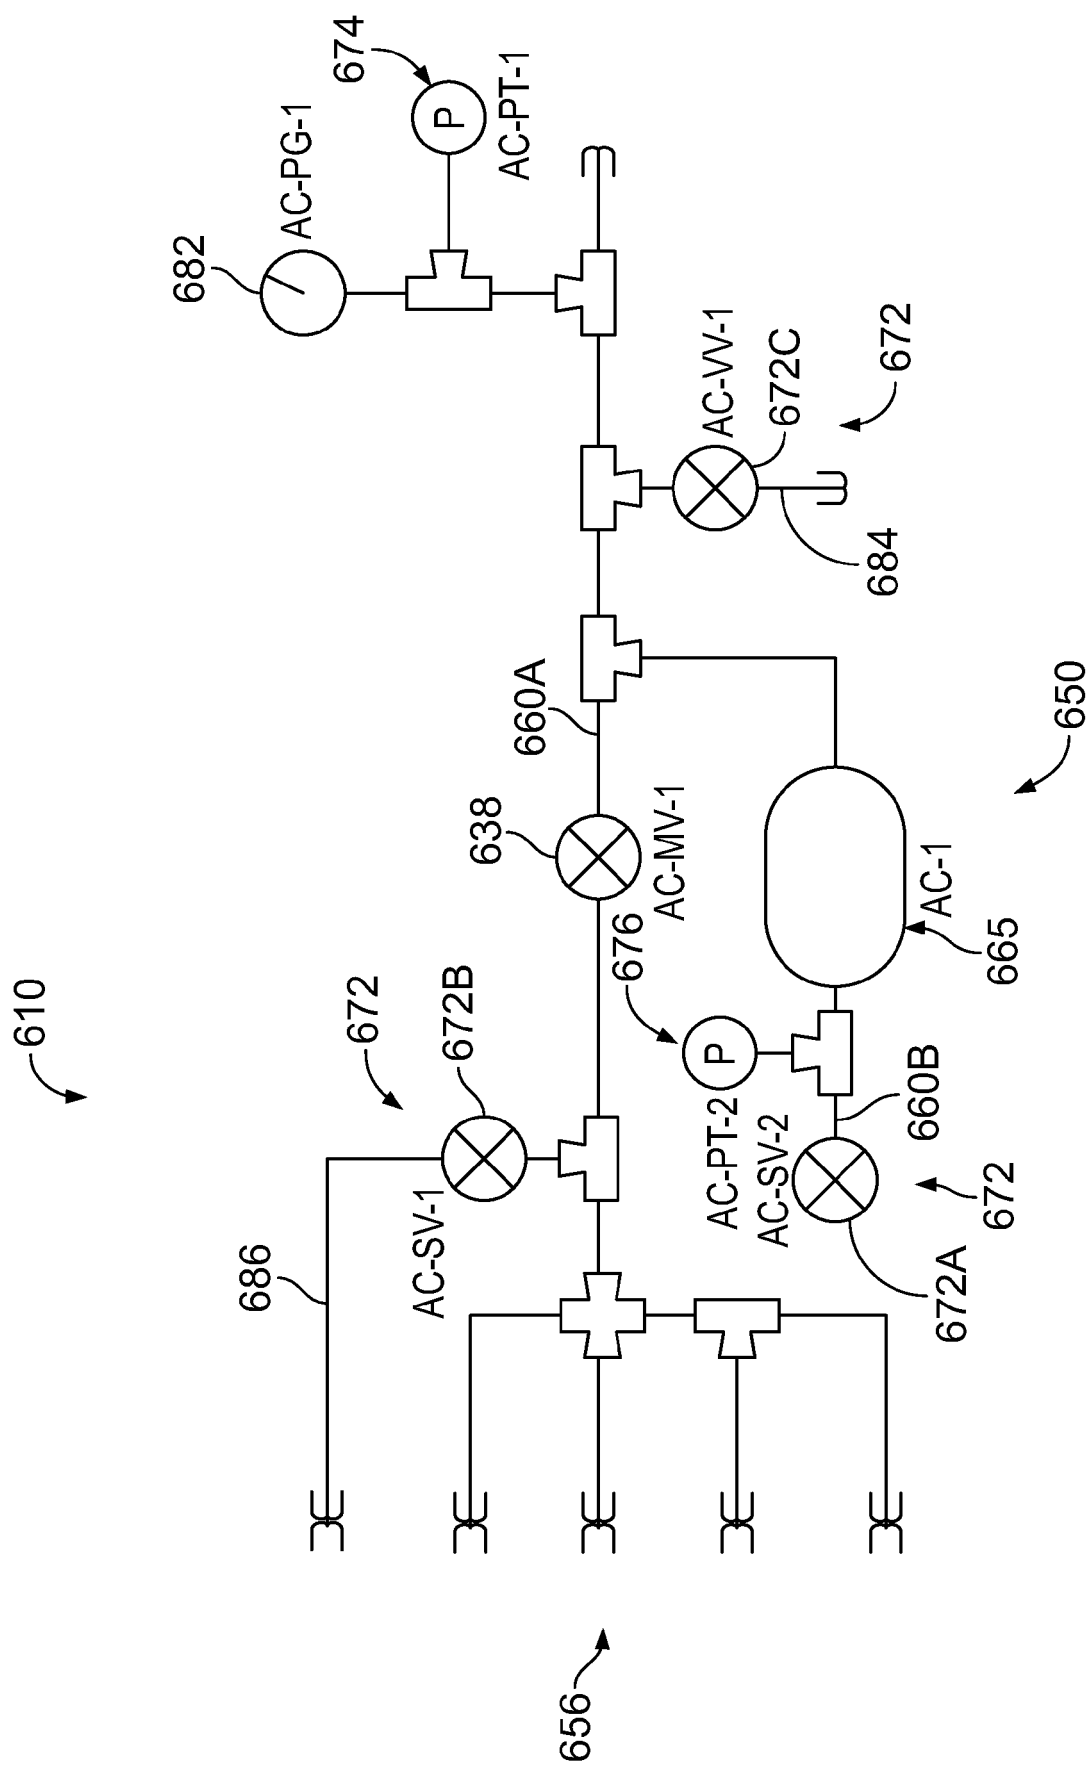 610
656
686
672
672B
AC-SV-1
676
P
AC-PT-2
AC-SV-2
672A
672
660B
638
AC-MV-1
660A
AC-1
665
650
682
AC-PG-1
674
P
AC-PT-1
AC-VV-1
672C
672
684